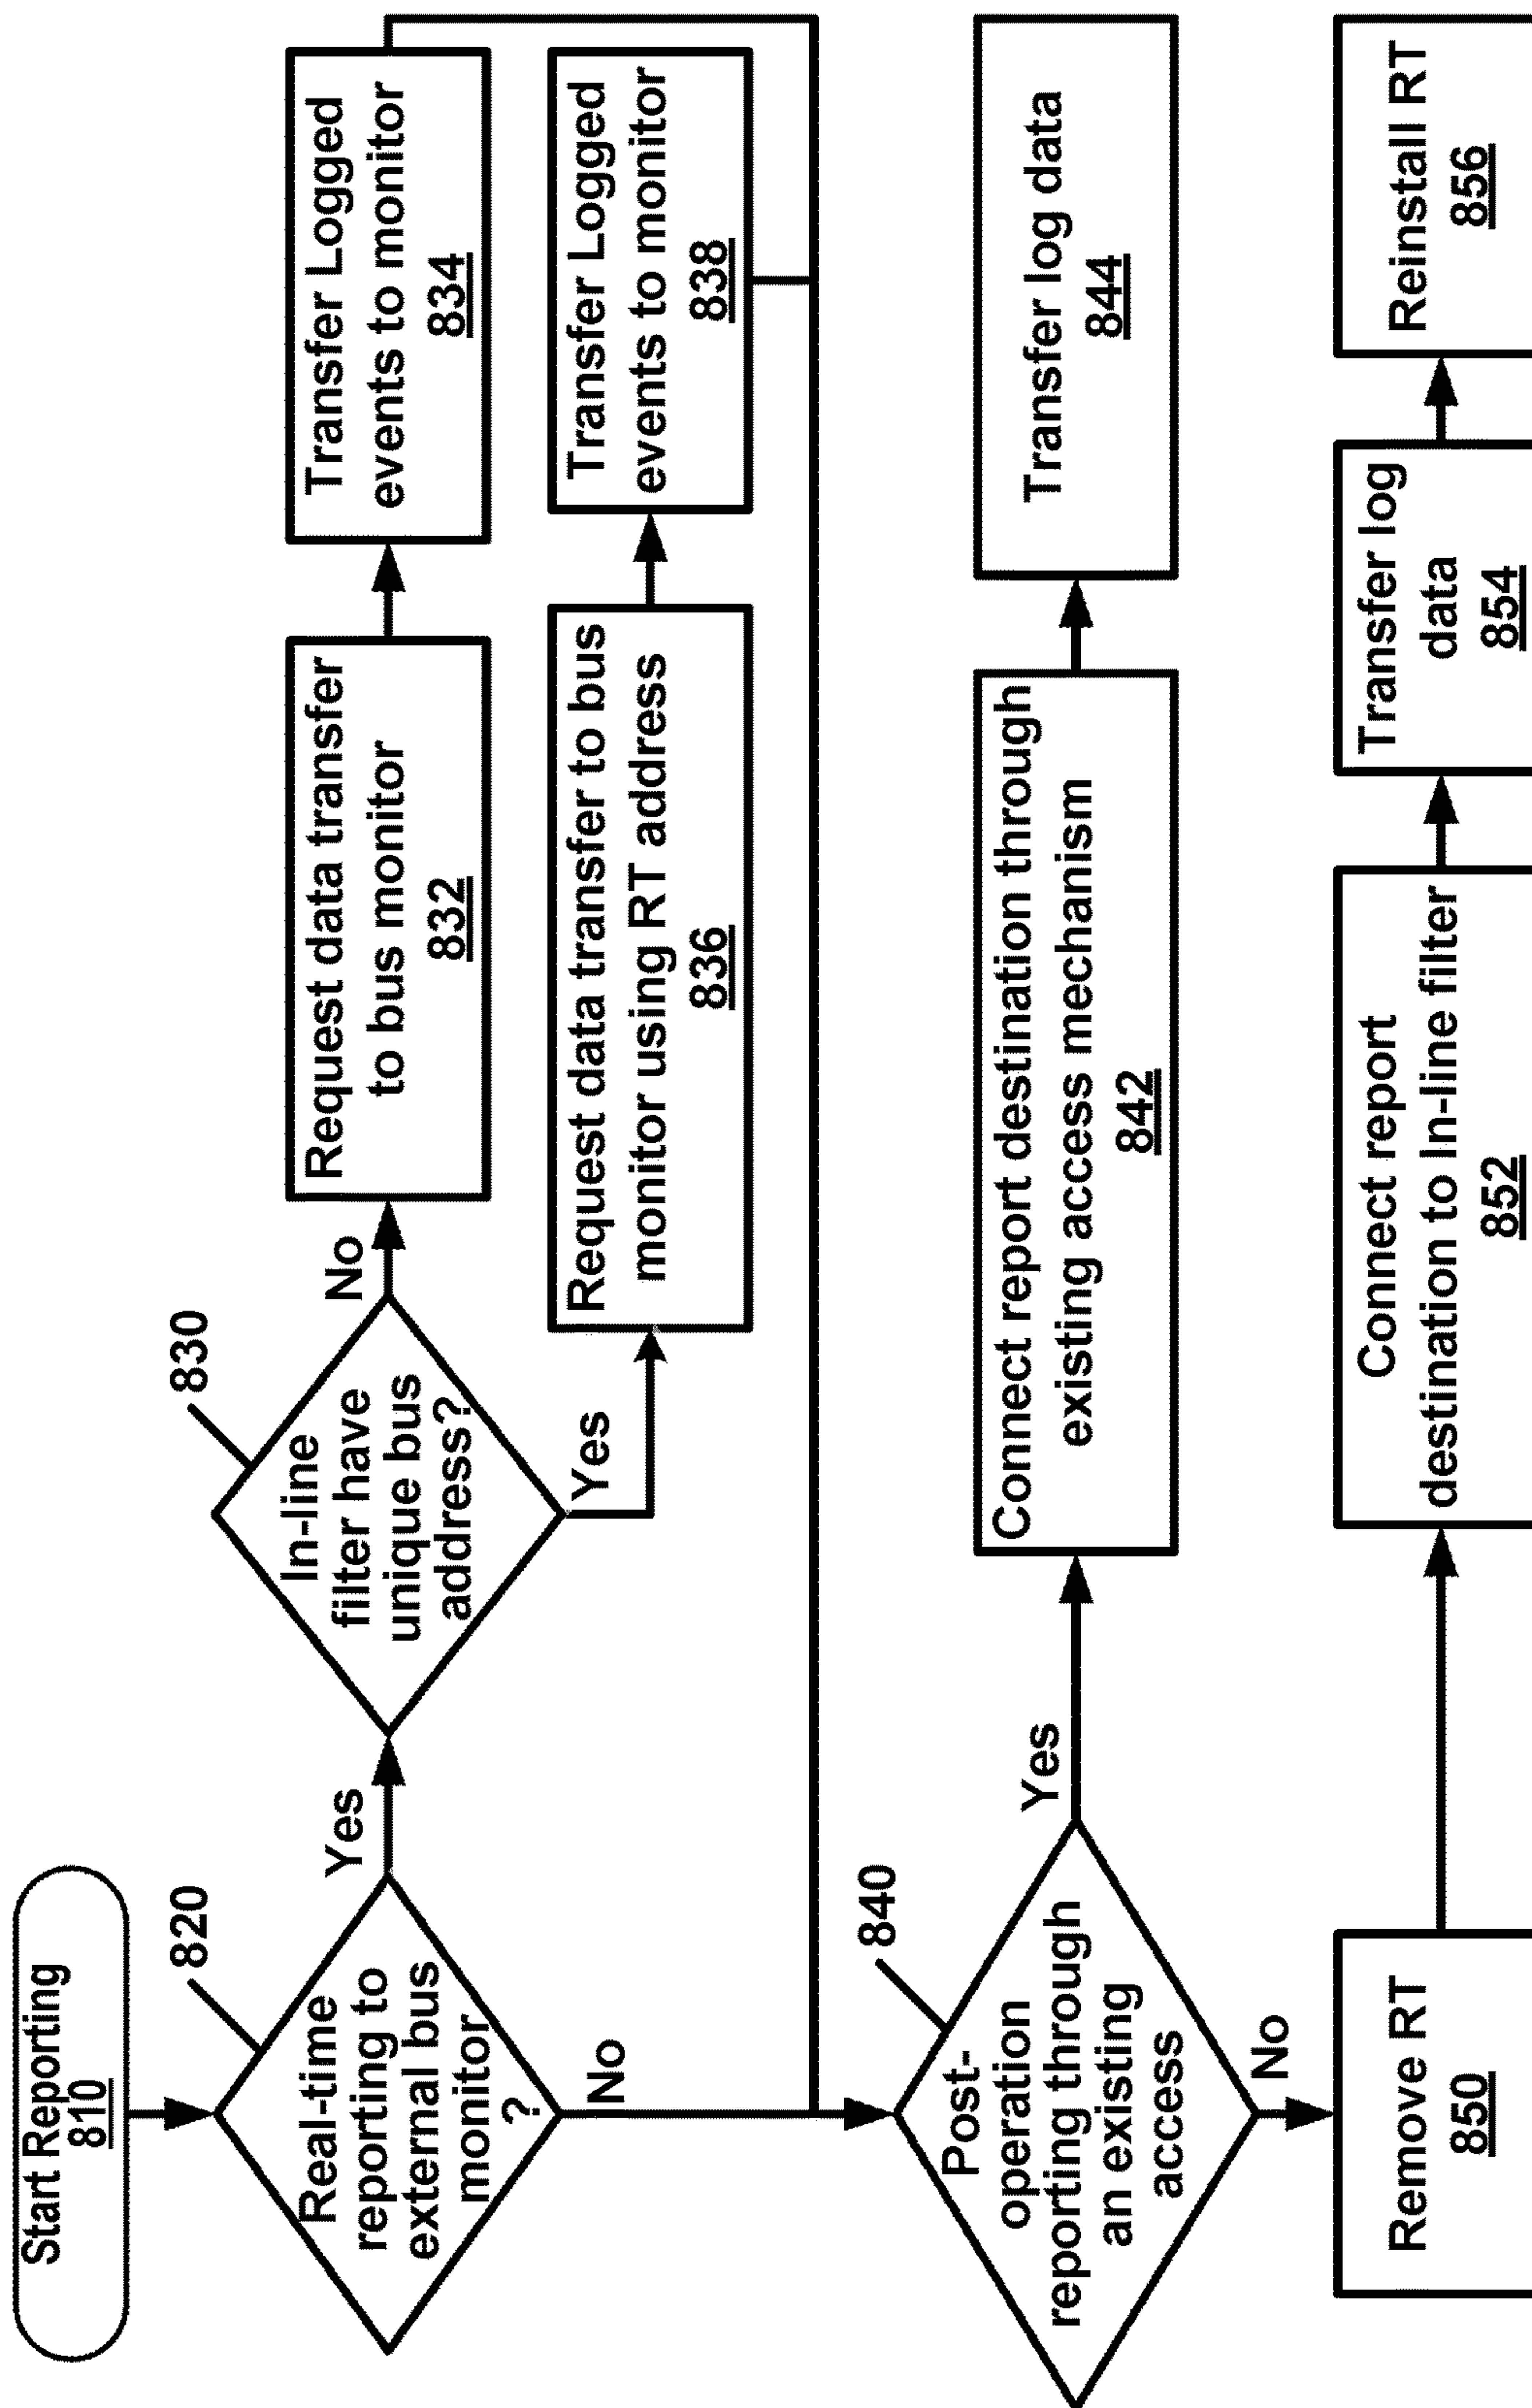 Start Reporting
810
820
Real-time
reporting to
external bus
monitor
?
Yes
No
830
In-line
filter have
unique bus
address?
No
Yes
Request data transfer
to bus monitor
832
Transfer Logged
events to monitor
834
Request data transfer to bus
monitor using RT address
836
Transfer Logged
events to monitor
838
840
Post-
operation
reporting through
an existing
access
Yes
No
Connect report destination through
existing access mechanism
842
Transfer log data
844
Remove RT
850
Connect report
destination to In-line filter
852
Transfer log
data
854
Reinstall RT
856